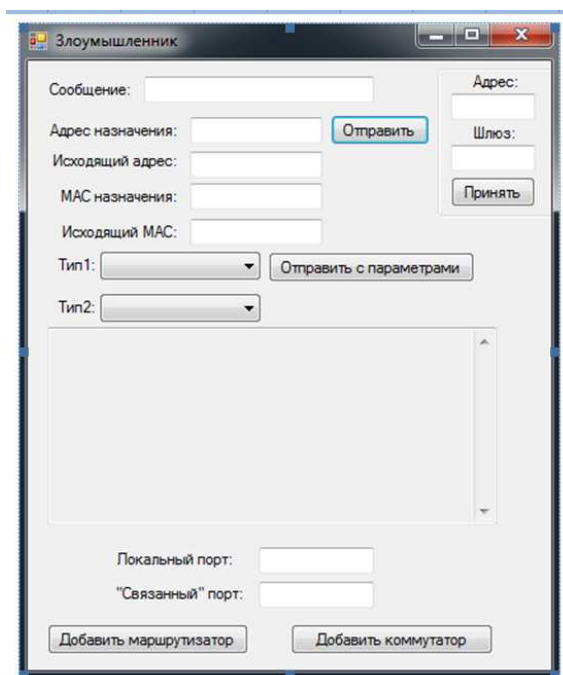 Злоумышленник
Сообщение:
Адрес:
Адрес назначения:
Отправить
Шлюз:
Исходящий адрес:
MAC назначения:
Принять
Исходящий MAC:
Тип1:
Отправить с параметрами
Тип2:
Локальный порт:
"Связанный" порт:
Добавить маршрутизатор
Добавить коммутатор